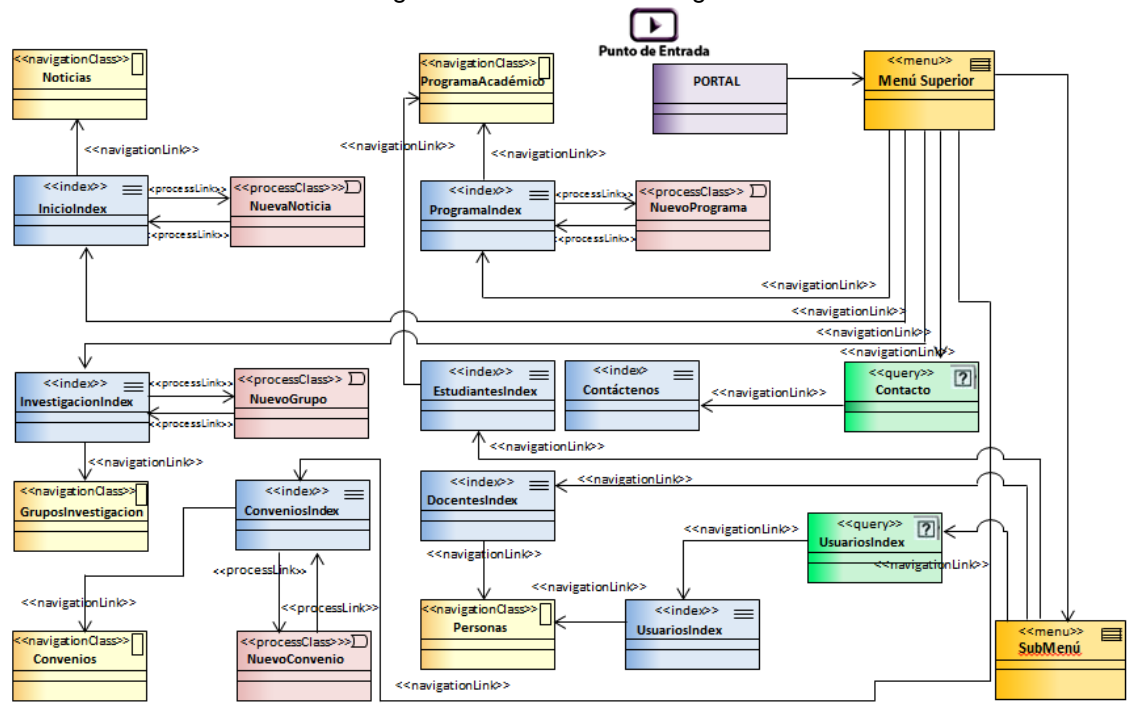 Punto de Entrada
<<navigationClass>>
Noticias
<<navigationClass>>
ProgramaAcadémico
PORTAL
<<menu>>
Menú Superior
<<navigationLink>>
<<navigationLink>>
<<navigationLink>>
<<index>>
InicioIndex
<processLink>>
<<processLink>>
<<processClass>>>
NuevaNoticia
<<index>>
ProgramaIndex
<processLink>>
<<processLink>>
<<processClass>>
NuevoPrograma
<<navigationLink>>
<<navigationLink>>
<<navigationLink>>
<<navigationLink>>
<<navigationLink>>
<<index>>
InvestigacionIndex
<<processLink>>
<<processLink>>
<<processClass>>
NuevoGrupo
<<index>>
EstudiantesIndex
<<index>
Contáctenos
<<navigationLink>>
<<query>>
Contacto
<<navigationLink>>
<<navigationLink>>
<<navigationClass>>
GruposInvestigacion
<<index>>
ConveniosIndex
<<index>>
DocentesIndex
<<navigationLink>>
<<navigationLink>>
<<query>>
UsuariosIndex
<<navigationLink>>
<<navigationLink>>
<<processLink>>
<<navigationLink>>
<<processLink>>
<<navigationLink>>
<<navigationClass>>
Personas
<<index>>
UsuariosIndex
<<navigationClass>>
Convenios
<<processClass>>>
NuevoConvenio
<<menu>>
SubMenú
<<navigationLink>>